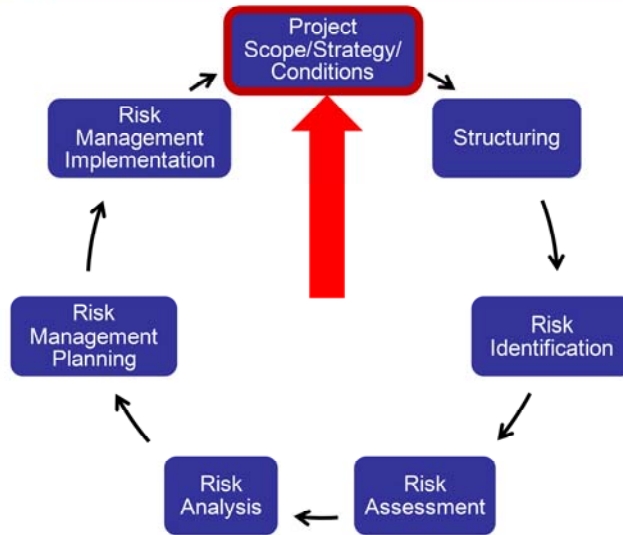 Project
Scope/Strategy/
Conditions
Structuring
Risk
Identification
Risk
Assessment
Risk
Analysis
Risk
Management
Planning
Risk
Management
Implementation